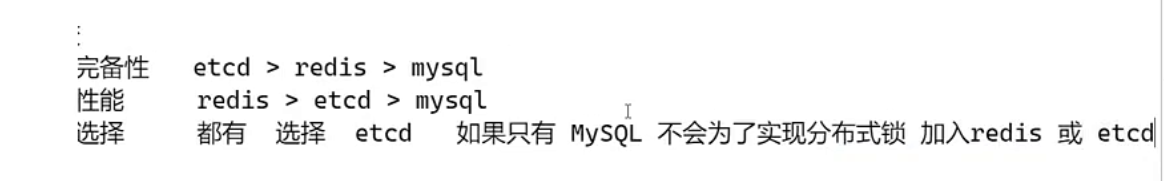 完备性 etcd > redis > mysql
性能 redis > etcd > mysql
选择 都有 选择 etcd 如果只有 MySQL 不会为了实现分布式锁 加入redis 或 etcd